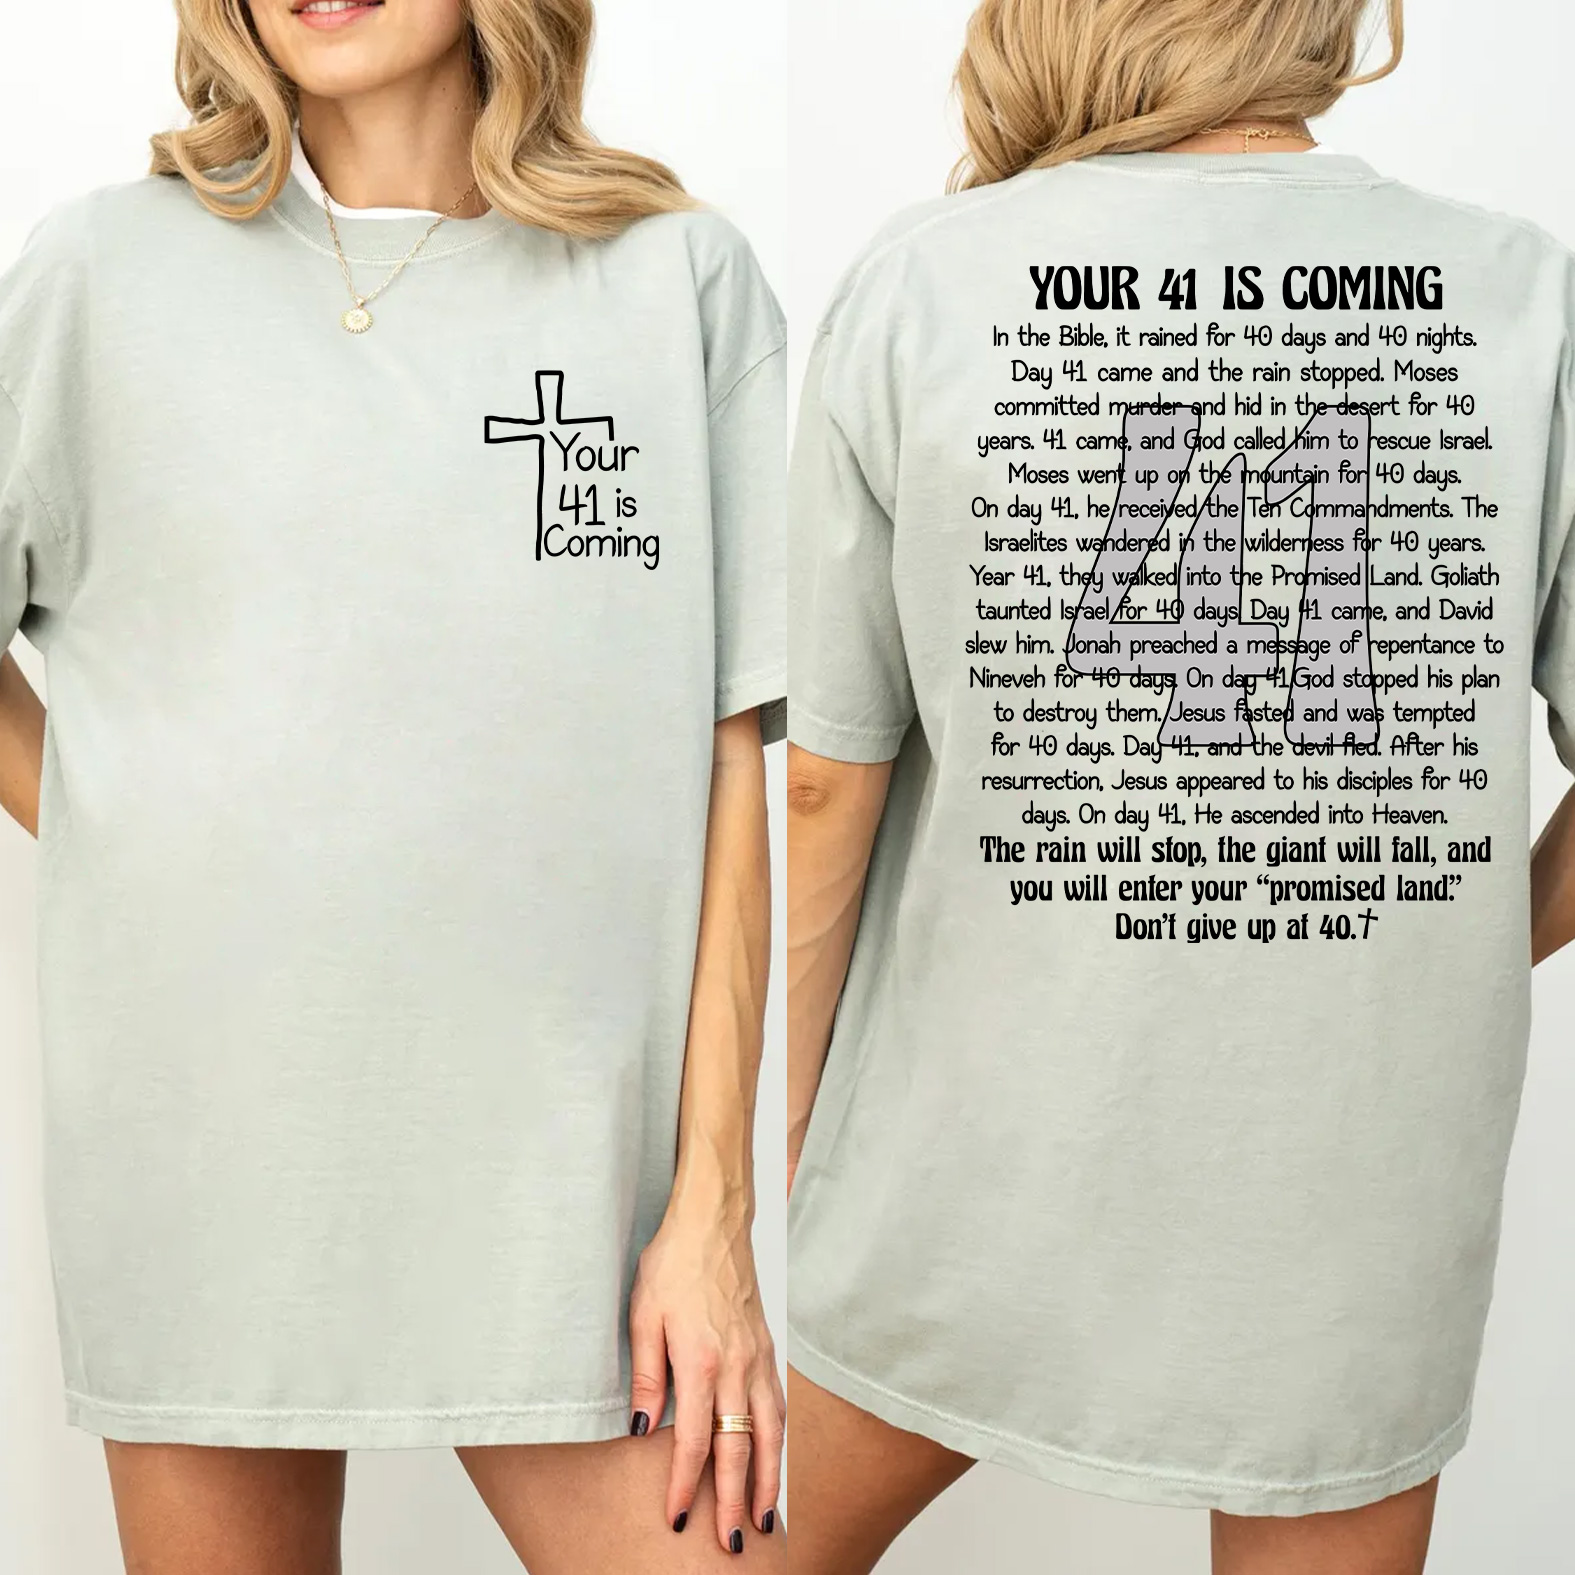 Your
41 is
Coming
YOUR 41 IS COMING
In the Bible, it rained for 40 days and 40 nights.
Day 41 came and the rain stopped. Moses
committed murder and hid in the desert for 40
years. 41 came, and God called him to rescue Israel.
Moses went up on the mountain for 40 days.
On day 41, he received the Ten Commandments. The
Israelites wandered in the wilderness for 40 years.
Year 41, they walked into the Promised Land. Goliath
taunted Israel for 40 days. Day 41 came, and David
slew him. Jonah preached a message of repentance to
Nineveh for 40 days. On day 41 God stopped his plan
to destroy them. Jesus fasted and was tempted
for 40 days. Day 41, and the devil fled. After his
resurrection, Jesus appeared to his disciples for 40
days. On day 41, He ascended into Heaven.
The rain will stop, the giant will fall, and
you will enter your “promised land.”
Don't give up at 40.
41